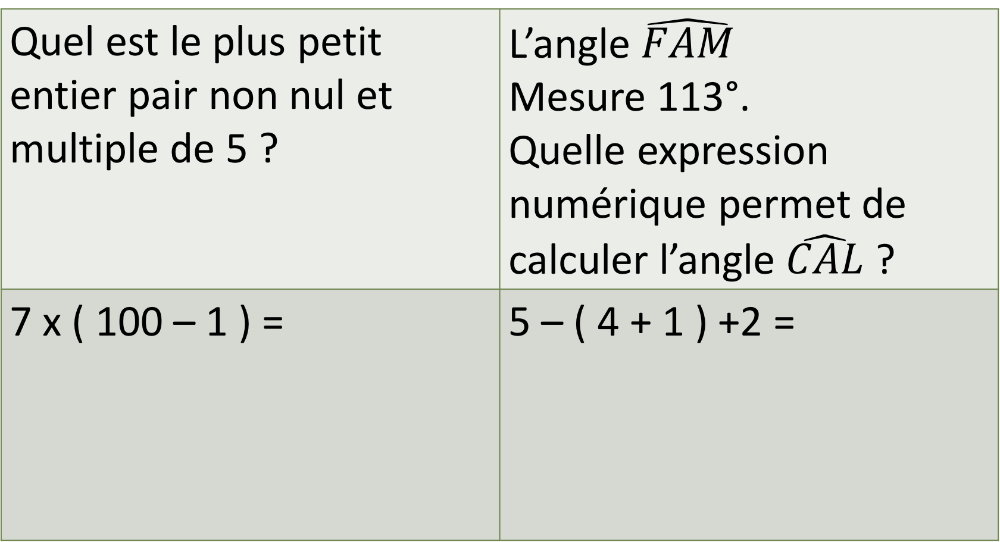 Quel est le plus petit
entier pair non nul et
multiple de 5 ?
L’angle \widehat{FAM}
Mesure 113°.
Quelle expression
numérique permet de
calculer l’angle \widehat{CAL} ?
7 x ( 100 – 1 ) =
5 – ( 4 + 1 ) +2 =